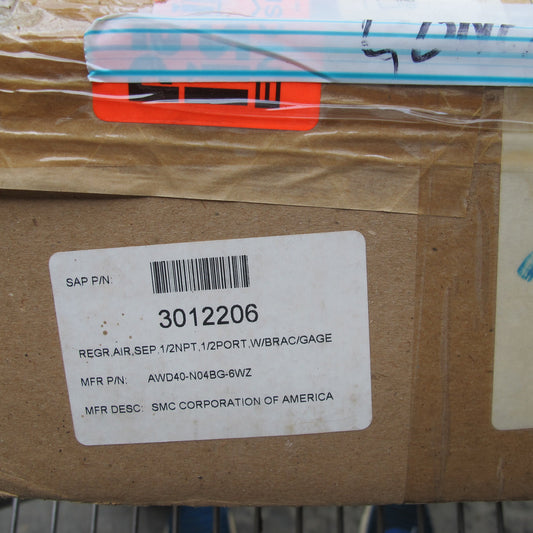 SAP P/N:
3012206
REGR,AIR,SEP,1/2NPT,1/2PORT,W/BRAC/GAGE
MFR P/N: AWD40-N04BG-6WZ
MFR DESC: SMC CORPORATION OF AMERICA